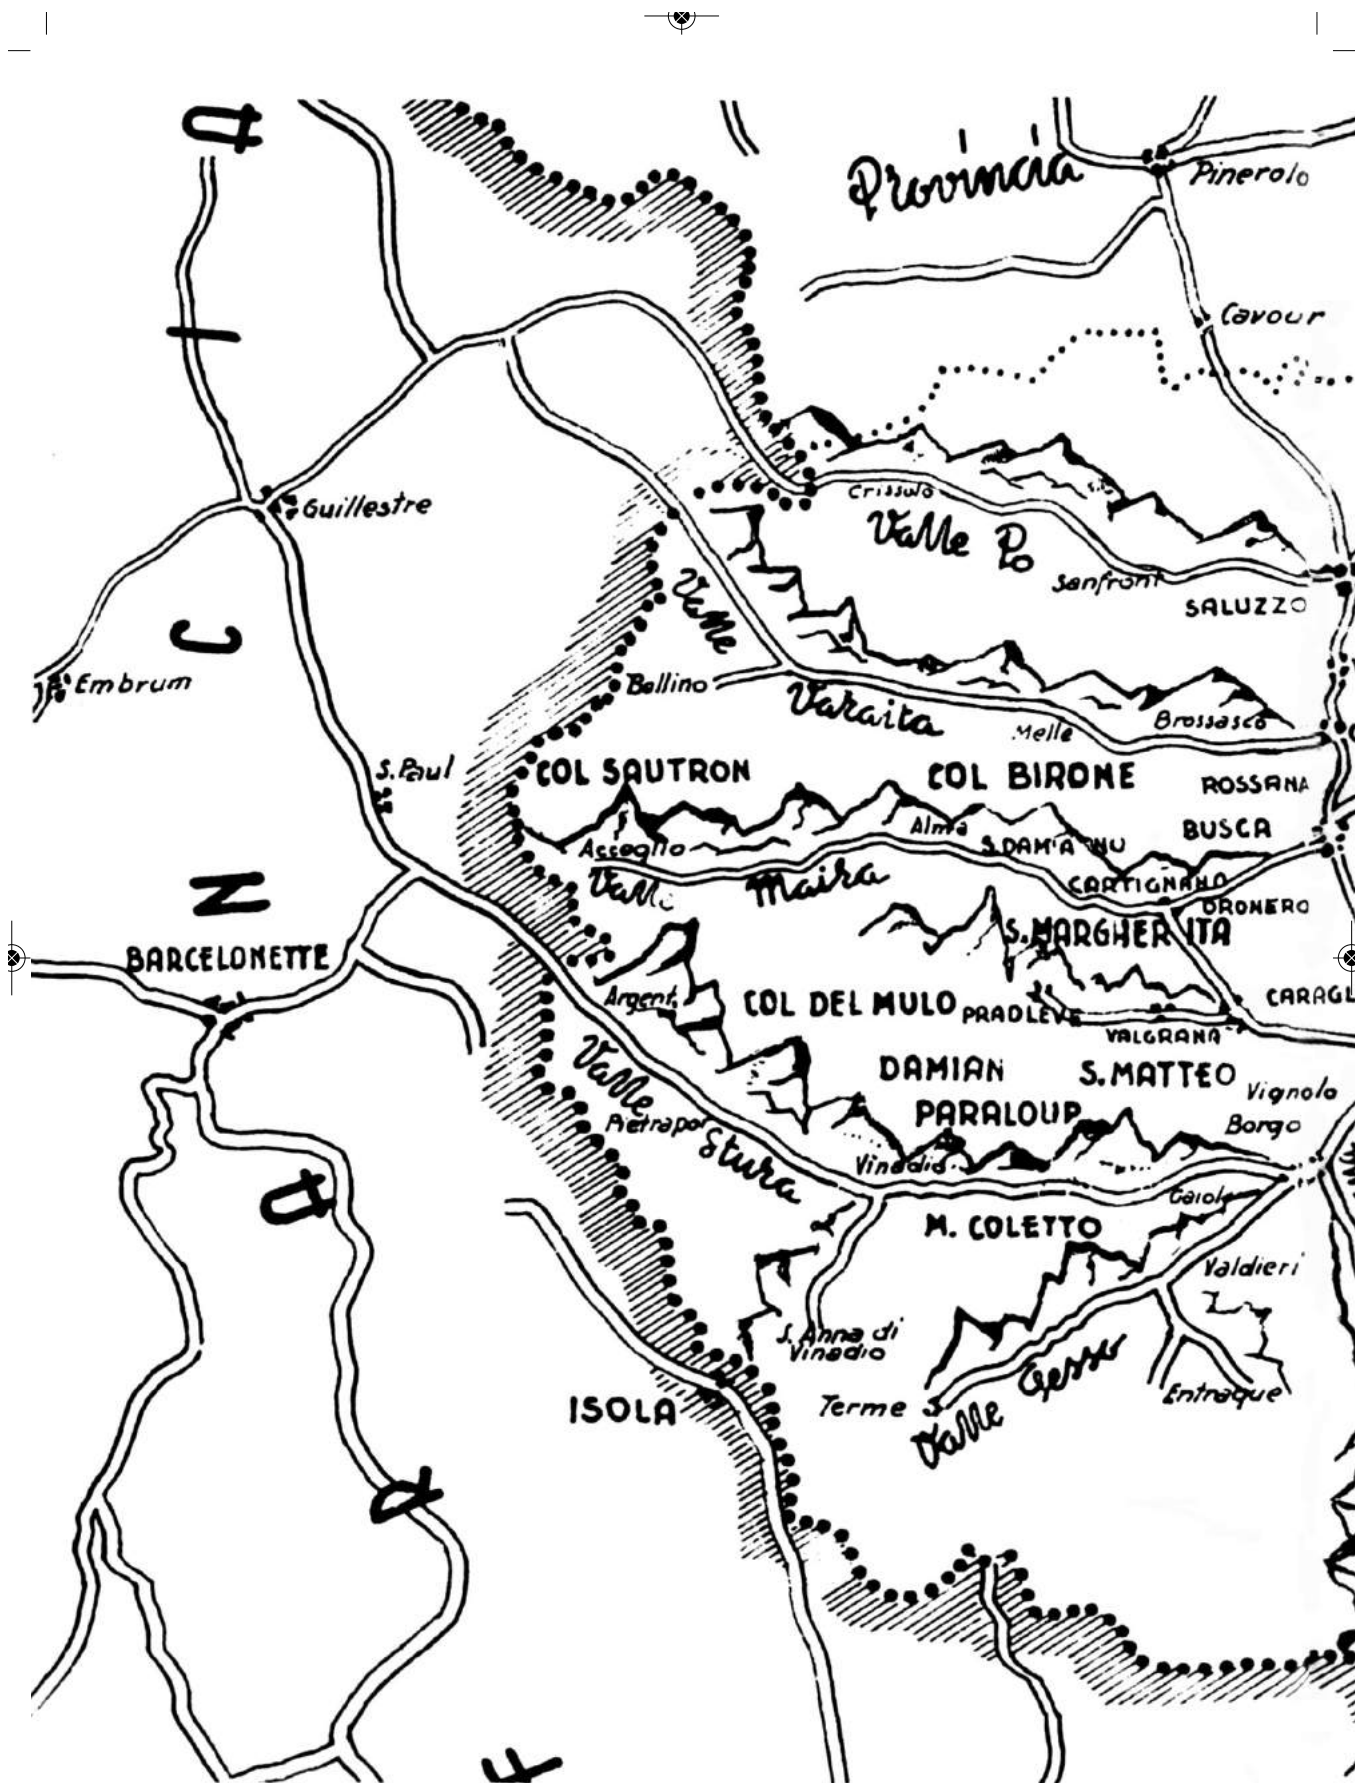 Provincia
Pinerolo
Cavour
Crissolo
Valle Po
Guillestre
Sanfront
SALUZZO
Valle
Varaita
Embrum
Bellino
Melle
Brossasco
S. Paul
COL SAUTRON
COL BIRONE
ROSSANA
Alma
BUSCA
Acceglio
S. DAMIANO
Valle Maira
CARTIGNANO
DRONERO
S. MARGHERITA
BARCELONETTE
Argent.
COL DEL MULO
PRADLEVE
CARAGL
VALGRANA
DAMIAN
S. MATTEO
Vignolo
PARALOUP
Borgo
Valle
Stura
Pietrapor
Vinadio
Gaiola
M. COLETTO
Valdieri
S. Anna di
Vinadio
ISOLA
Terme
Valle Gesso
Entraque
F
R
A
N
C
I
A